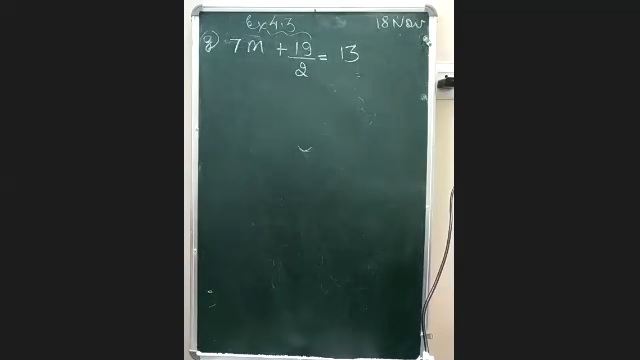 Ex 4.3 18 Nov
g) 7m + 19/2 = 13